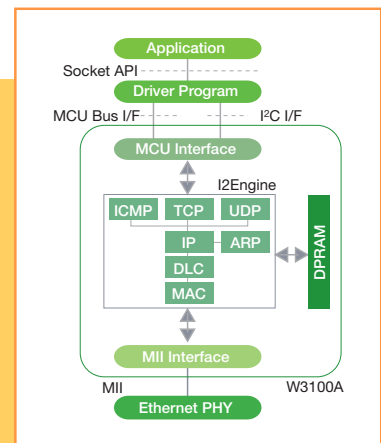 Application
Socket API
Driver Program
MCU Bus I/F I²C I/F
MCU Interface
I2Engine
ICMP TCP UDP
IP ARP
DLC
MAC
DPRAM
MII Interface
MII W3100A
Ethernet PHY